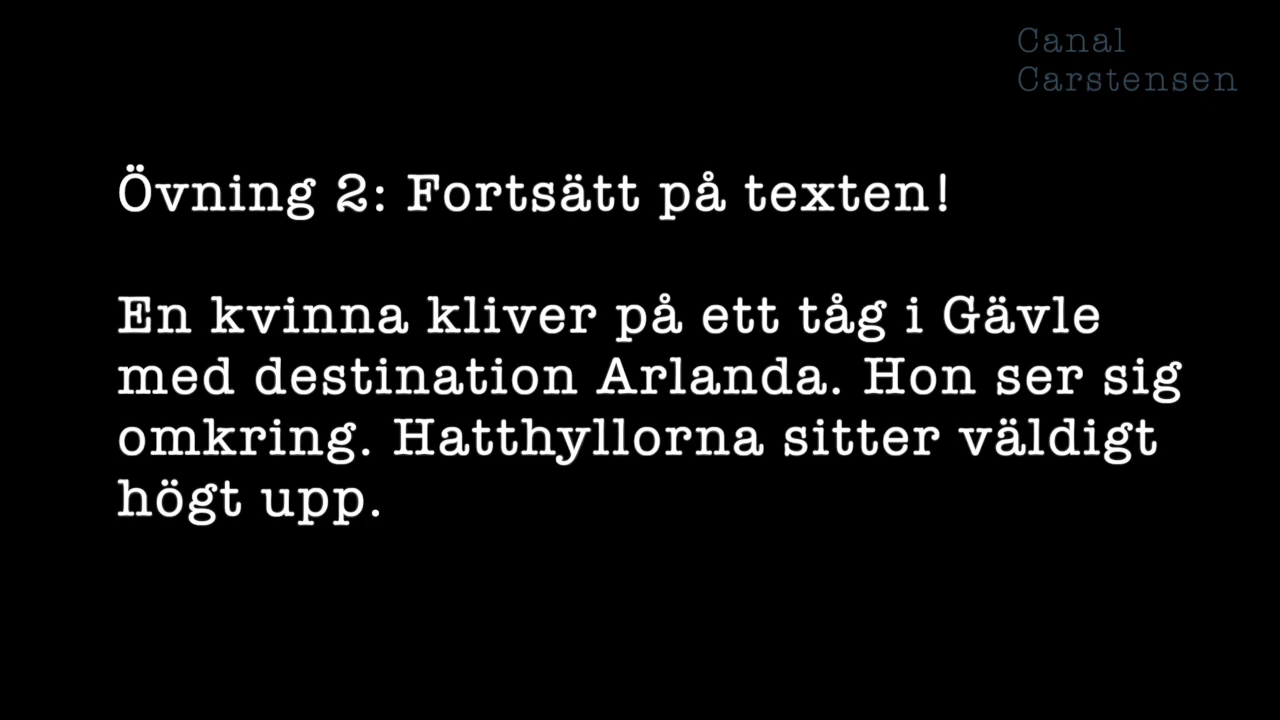 Canal
Carstensen
Övning 2: Fortsätt på texten!
En kvinna kliver på ett tåg i Gävle
med destination Arlanda. Hon ser sig
omkring. Hatthyllorna sitter väldigt
högt upp.